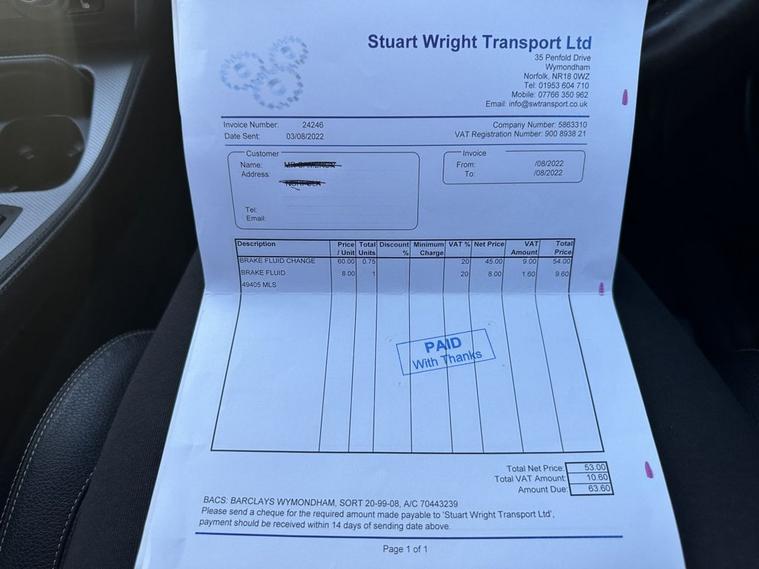 Stuart Wright Transport Ltd
35 Penfold Drive
Wymondham
Norfolk, NR18 0WZ
Tel: 01953 604 710
Mobile: 07766 350 962
Email: info@swtransport.co.uk
Invoice Number: 24246
Date Sent: 03/08/2022
Company Number: 5863310
VAT Registration Number: 900 8938 21
Customer
Name:
Address:
Tel:
Email:
Invoice
From: /08/2022
To: /08/2022
Description Price / Unit Total Units Discount % Minimum Charge VAT % Net Price VAT Amount Total Price
BRAKE FLUID CHANGE 60.00 0.75 20 45.00 9.00 54.00
BRAKE FLUID 8.00 1 20 8.00 1.60 9.60
49405 MLS
PAID
With Thanks
Total Net Price: 53.00
Total VAT Amount: 10.60
Amount Due: 63.60
BACS: BARCLAYS WYMONDHAM, SORT 20-99-08, A/C 70443239
Please send a cheque for the required amount made payable to 'Stuart Wright Transport Ltd',
payment should be received within 14 days of sending date above.
Page 1 of 1